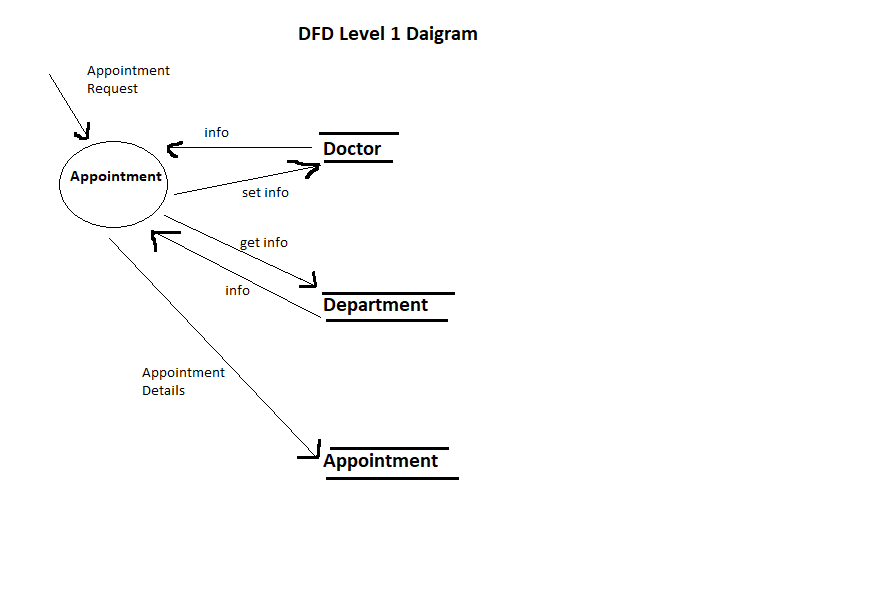 DFD Level 1 Daigram
Appointment
Request
info
Doctor
Appointment
set info
get info
info
Department
Appointment
Details
Appointment